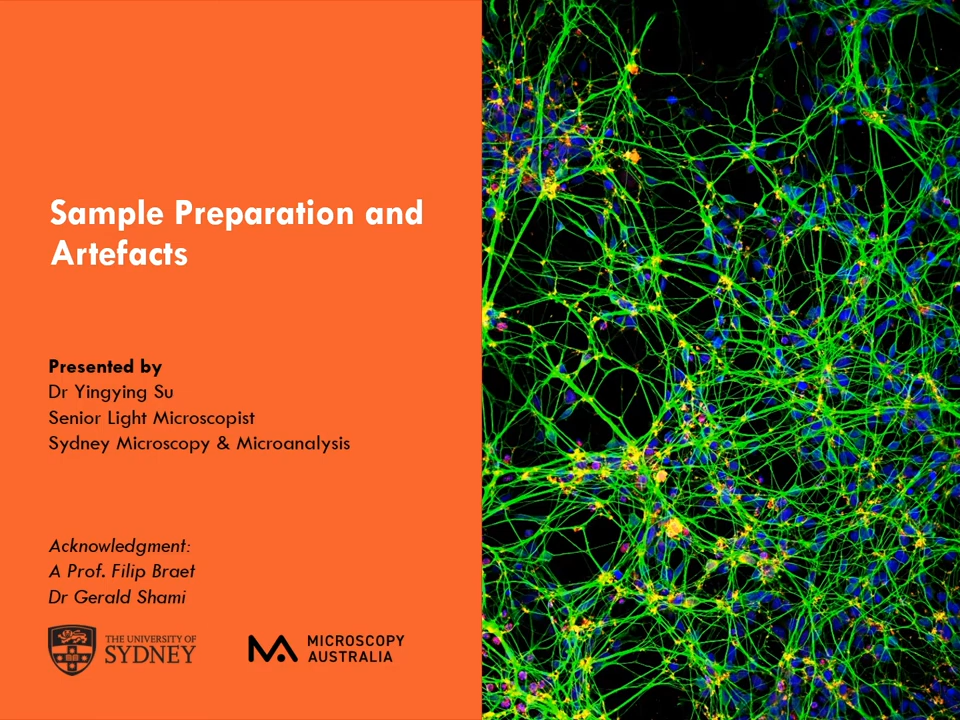 Sample Preparation and
Artefacts
Presented by
Dr Yingying Su
Senior Light Microscopist
Sydney Microscopy & Microanalysis
Acknowledgment:
A Prof. Filip Braet
Dr Gerald Shami
THE UNIVERSITY OF
SYDNEY
MICROSCOPY
AUSTRALIA